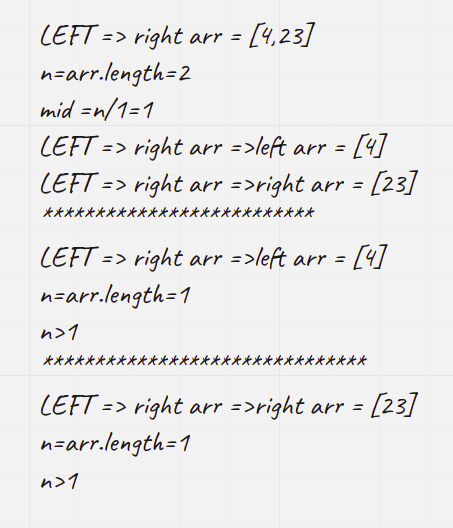 LEFT => right arr = [4,23]
n=arr.length=2
mid =n/1=1
LEFT => right arr =>left arr = [4]
LEFT => right arr =>right arr = [23]
**************************
LEFT => right arr =>left arr = [4]
n=arr.length=1
n>1
*******************************
LEFT => right arr =>right arr = [23]
n=arr.length=1
n>1